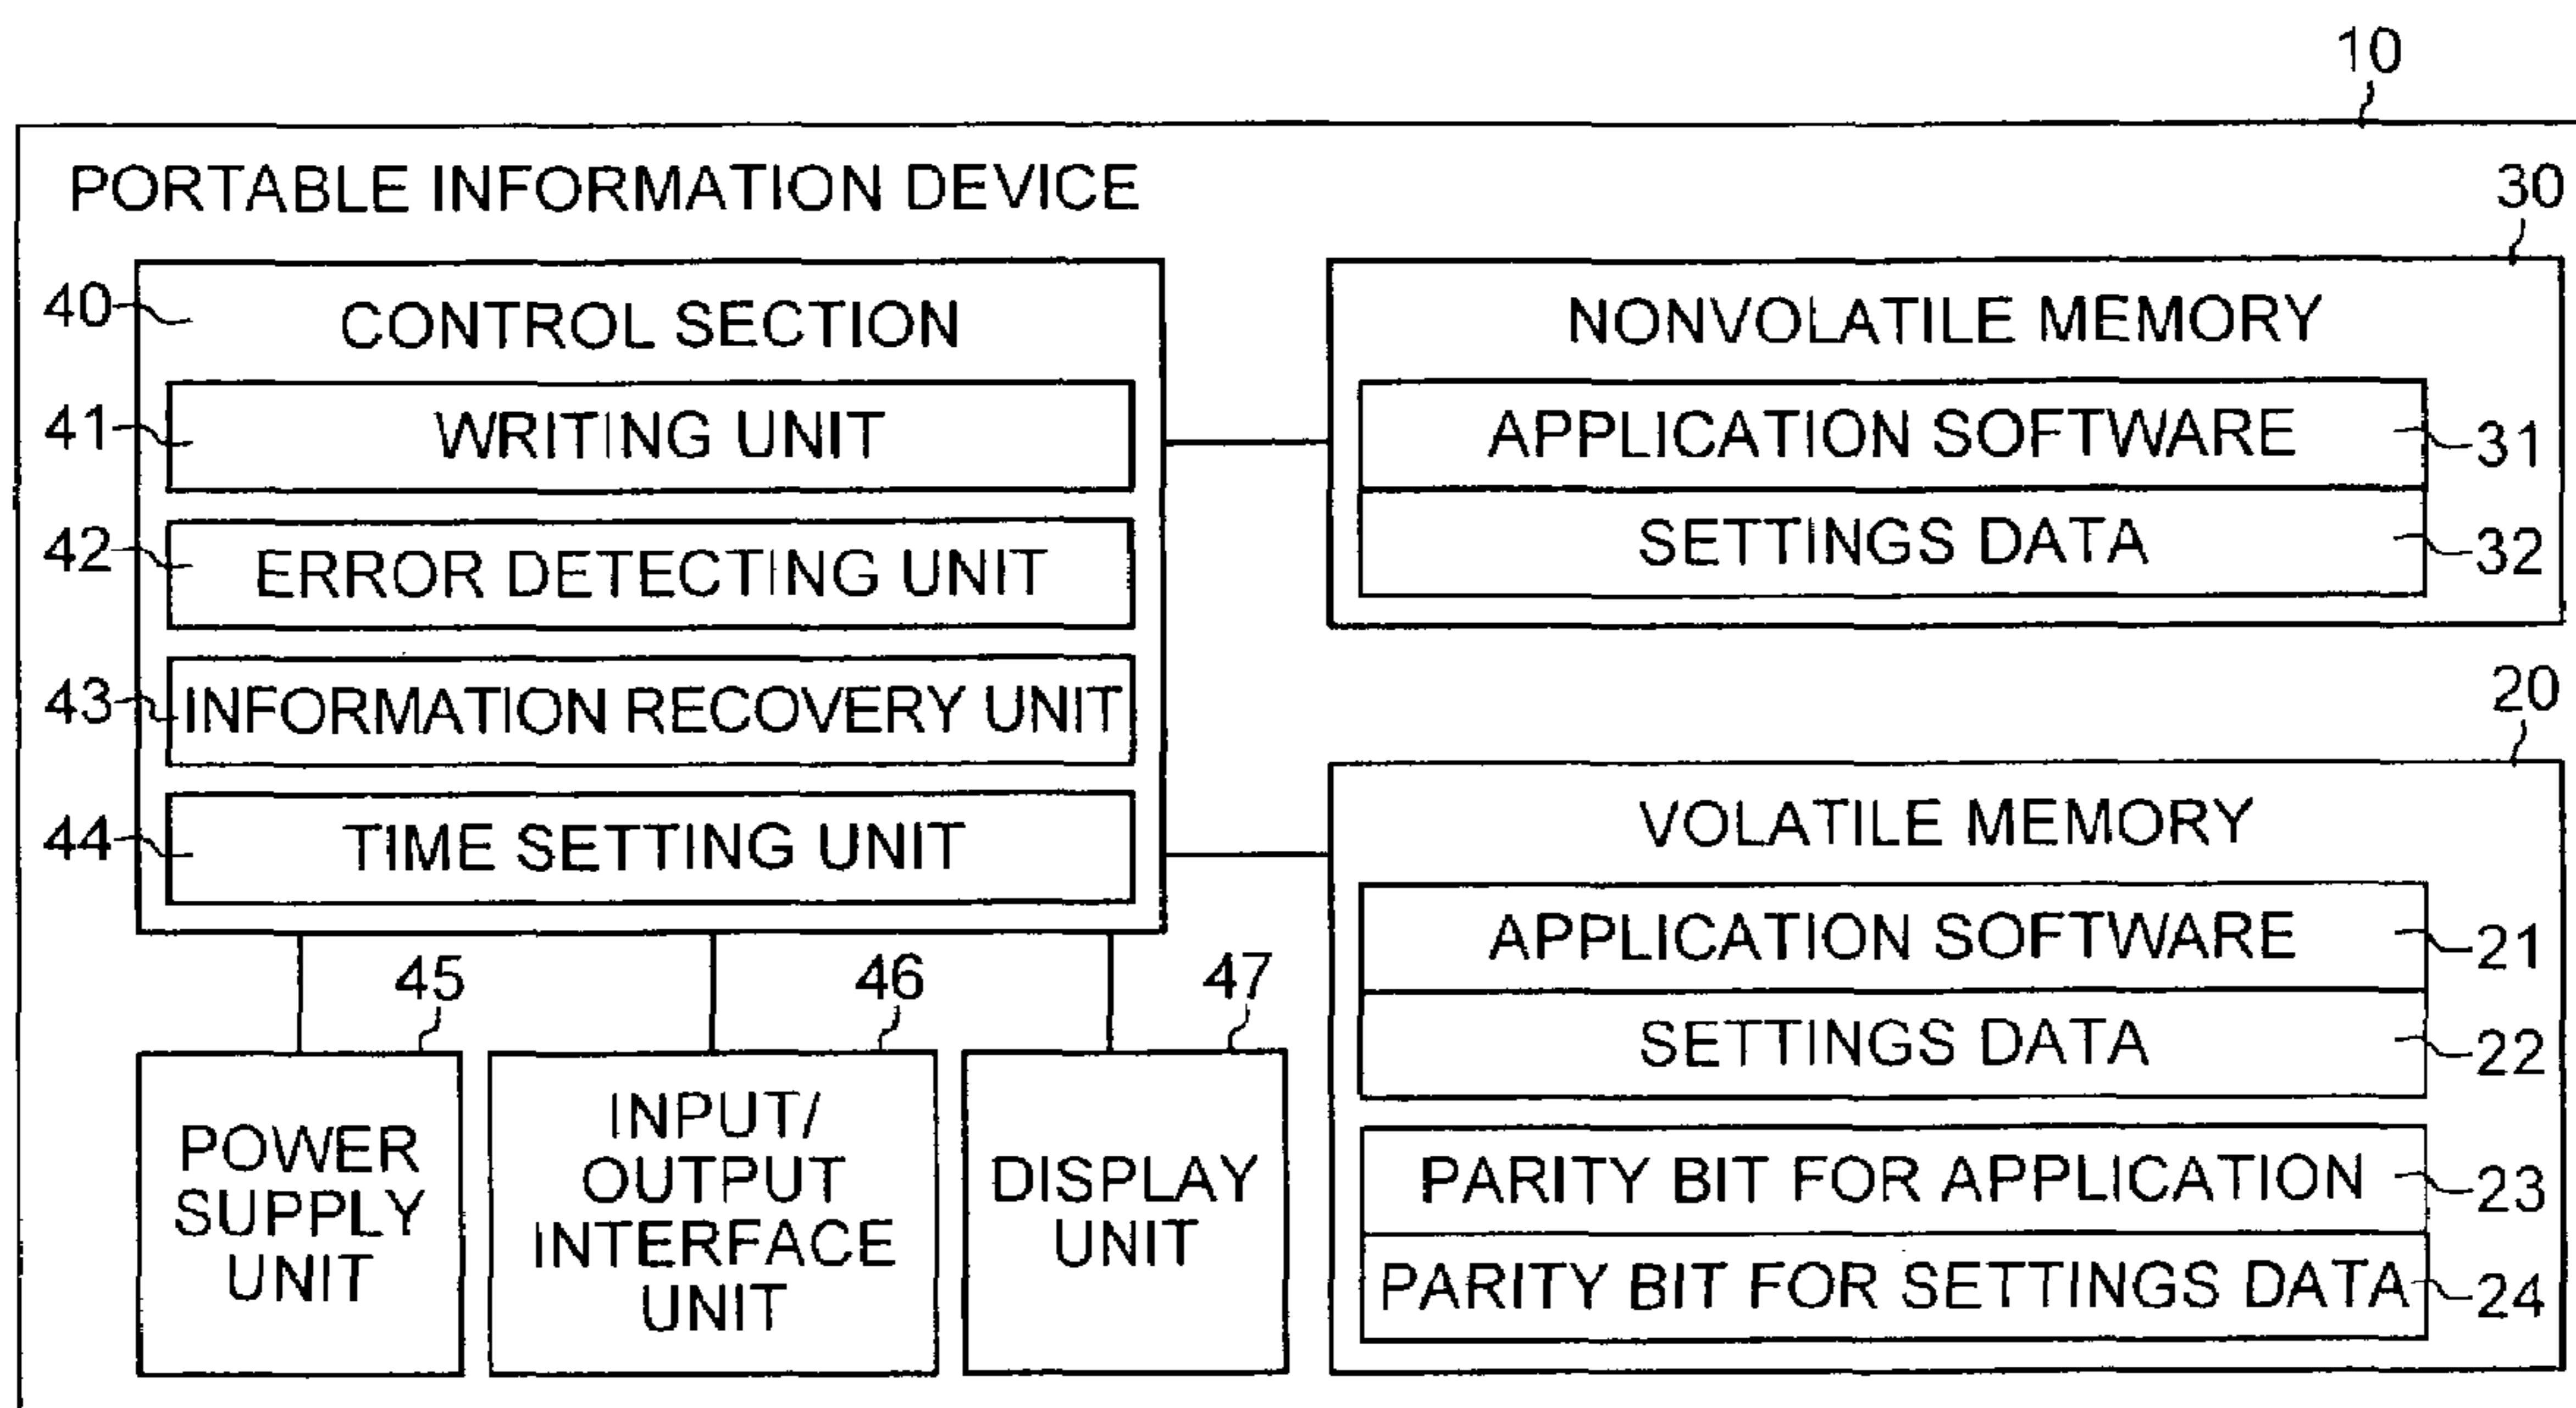 10
PORTABLE INFORMATION DEVICE
40
CONTROL SECTION
41
WRITING UNIT
42
ERROR DETECTING UNIT
43
INFORMATION RECOVERY UNIT
44
TIME SETTING UNIT
30
NONVOLATILE MEMORY
APPLICATION SOFTWARE
31
SETTINGS DATA
32
20
VOLATILE MEMORY
APPLICATION SOFTWARE
21
SETTINGS DATA
22
PARITY BIT FOR APPLICATION
23
PARITY BIT FOR SETTINGS DATA
24
45
POWER
SUPPLY
UNIT
46
INPUT/
OUTPUT
INTERFACE
UNIT
47
DISPLAY
UNIT